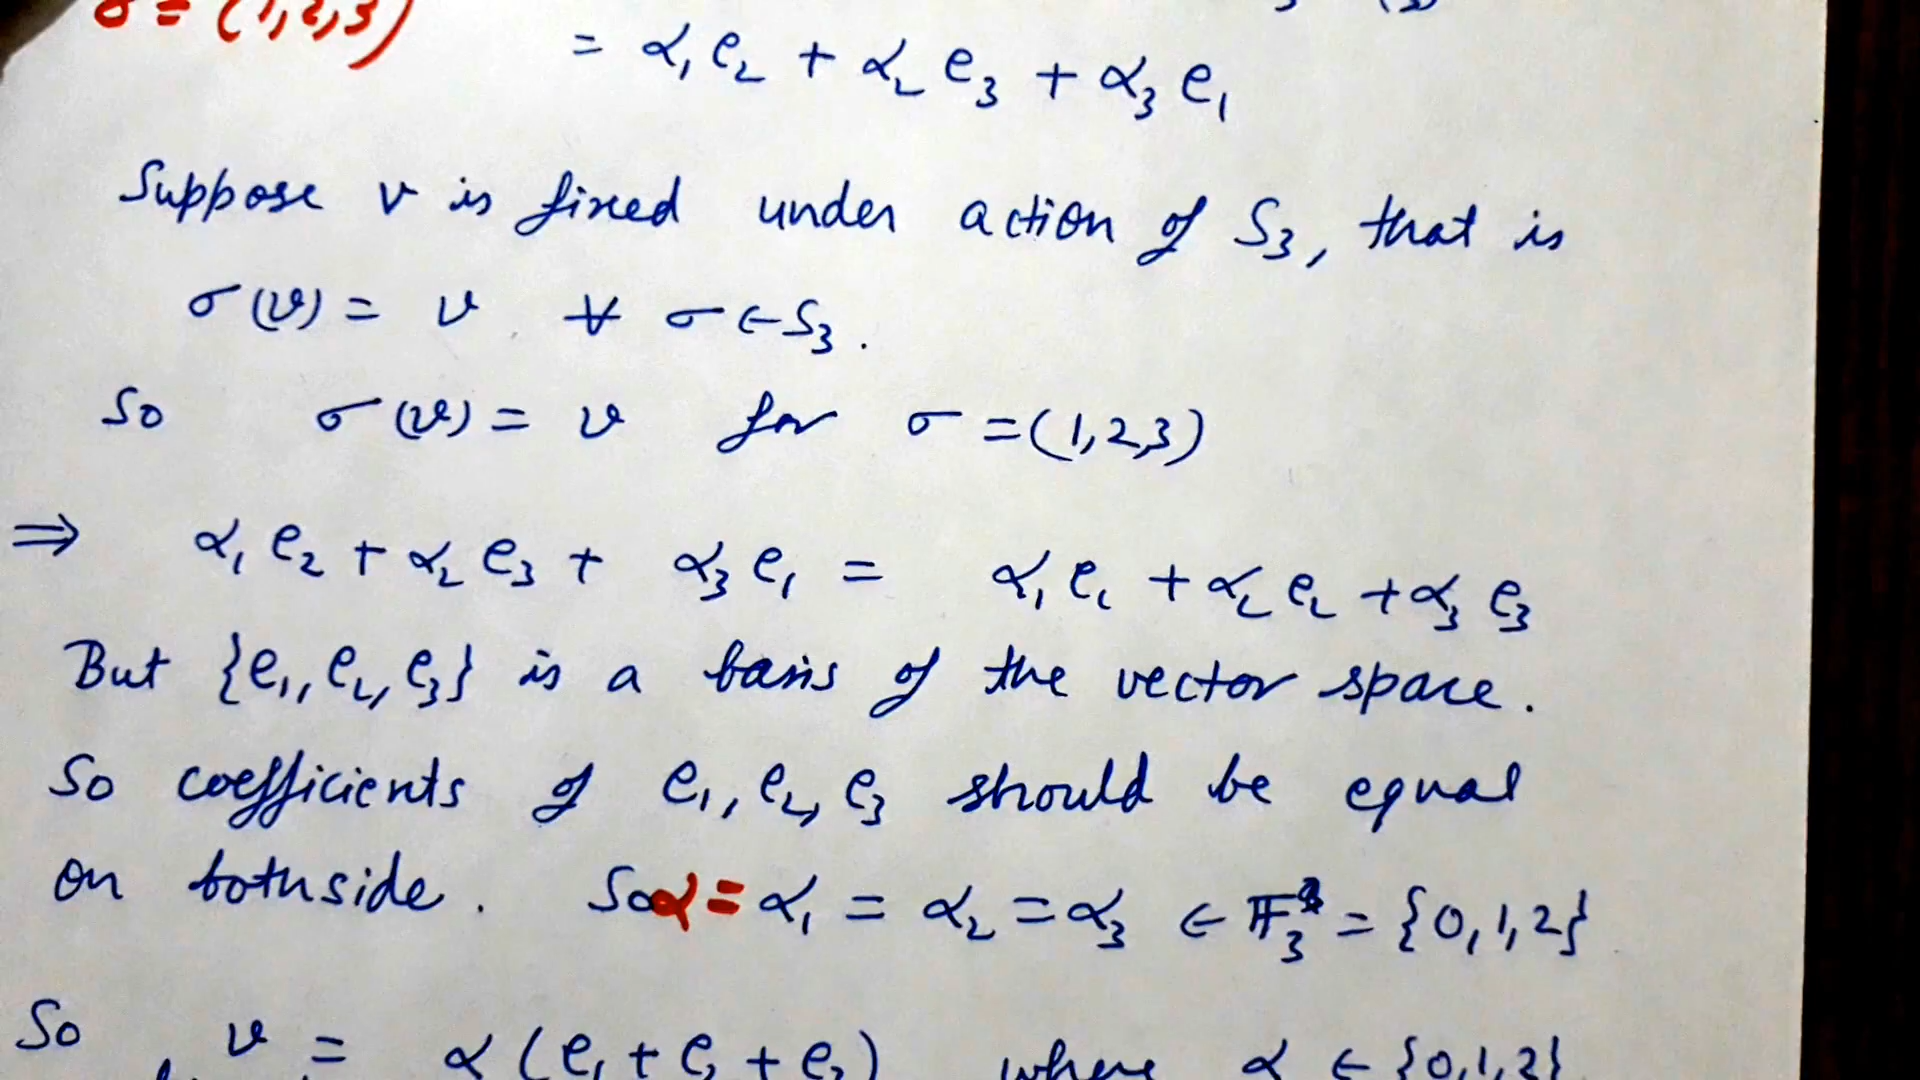 σ = (1,2,3)
= α₁e₂ + α₂e₃ + α₃e₁
Suppose v is fixed under action of S₃, that is
σ(v) = v ∀ σ ∈ S₃.
So σ(v) = v for σ = (1,2,3)
⇒ α₁e₂ + α₂e₃ + α₃e₁ = α₁e₁ + α₂e₂ + α₃e₃
But {e₁, e₂, e₃} is a basis of the vector space.
So coefficients of e₁, e₂, e₃ should be equal
on bothside. So α = α₁ = α₂ = α₃ ∈ 𝔽₃ = {0,1,2}
So v = α(e₁ + e₂ + e₃) where α ∈ {0,1,2}